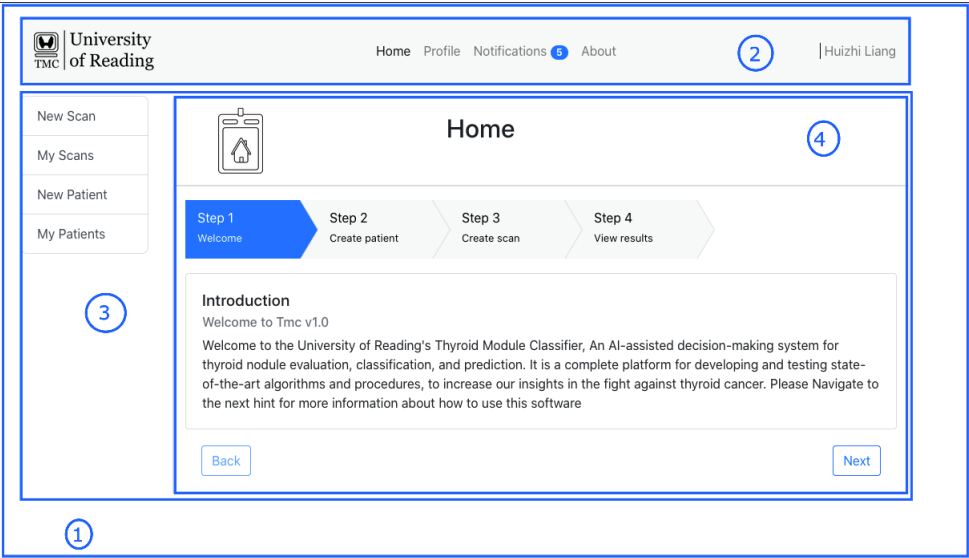 University
of Reading
TMC
Home Profile Notifications 5 About
2
Huizhi Liang
New Scan
My Scans
New Patient
My Patients
3
Home
4
Step 1
Welcome
Step 2
Create patient
Step 3
Create scan
Step 4
View results
Introduction
Welcome to Tmc v1.0
Welcome to the University of Reading's Thyroid Module Classifier, An AI-assisted decision-making system for
thyroid nodule evaluation, classification, and prediction. It is a complete platform for developing and testing state-
of-the-art algorithms and procedures, to increase our insights in the fight against thyroid cancer. Please Navigate to
the next hint for more information about how to use this software
Back
Next
1